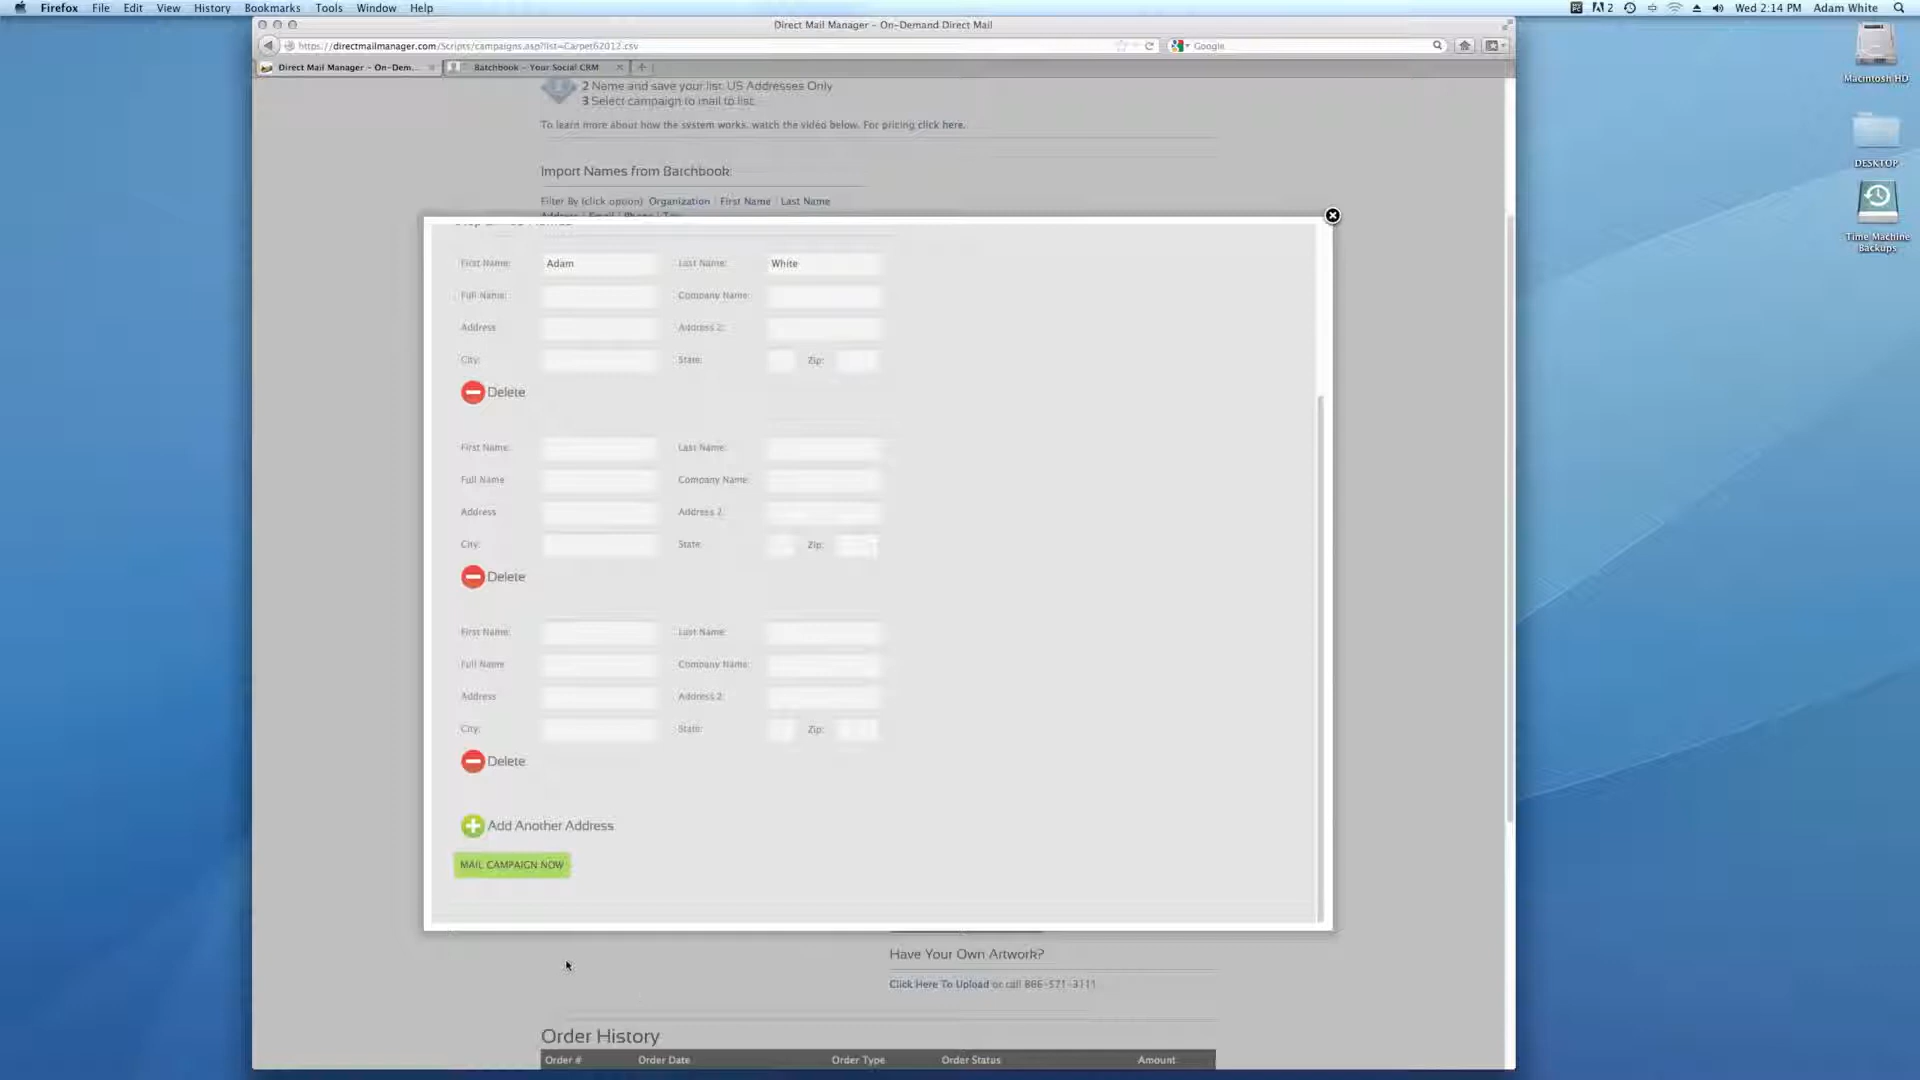 Firefox File Edit View History Bookmarks Tools Window Help
2 Wed 2:14 PM Adam White
Direct Mail Manager – On-Demand Direct Mail
https://directmailmanager.com/Scripts/campaigns.asp?list=Carpet62012.csv
Google
Direct Mail Manager – On-Dem...
Batchbook – Your Social CRM
Macintosh HD
DESKTOP
Time Machine
Backups
2 Name and save your list. US Addresses Only
3 Select campaign to mail to list.
To learn more about how the system works, watch the video below. For pricing click here.
Import Names from Batchbook
Filter By (click option) Organization | First Name | Last Name
First Name: Adam Last Name: White
Full Name: Company Name:
Address Address 2:
City: State: Zip:
Delete
First Name: Last Name:
Full Name Company Name:
Address Address 2:
City: State: Zip:
Delete
First Name: Last Name:
Full Name Company Name:
Address Address 2:
City: State: Zip:
Delete
Add Another Address
MAIL CAMPAIGN NOW
Have Your Own Artwork?
Click Here To Upload or call 866-571-3111
Order History
Order # Order Date Order Type Order Status Amount